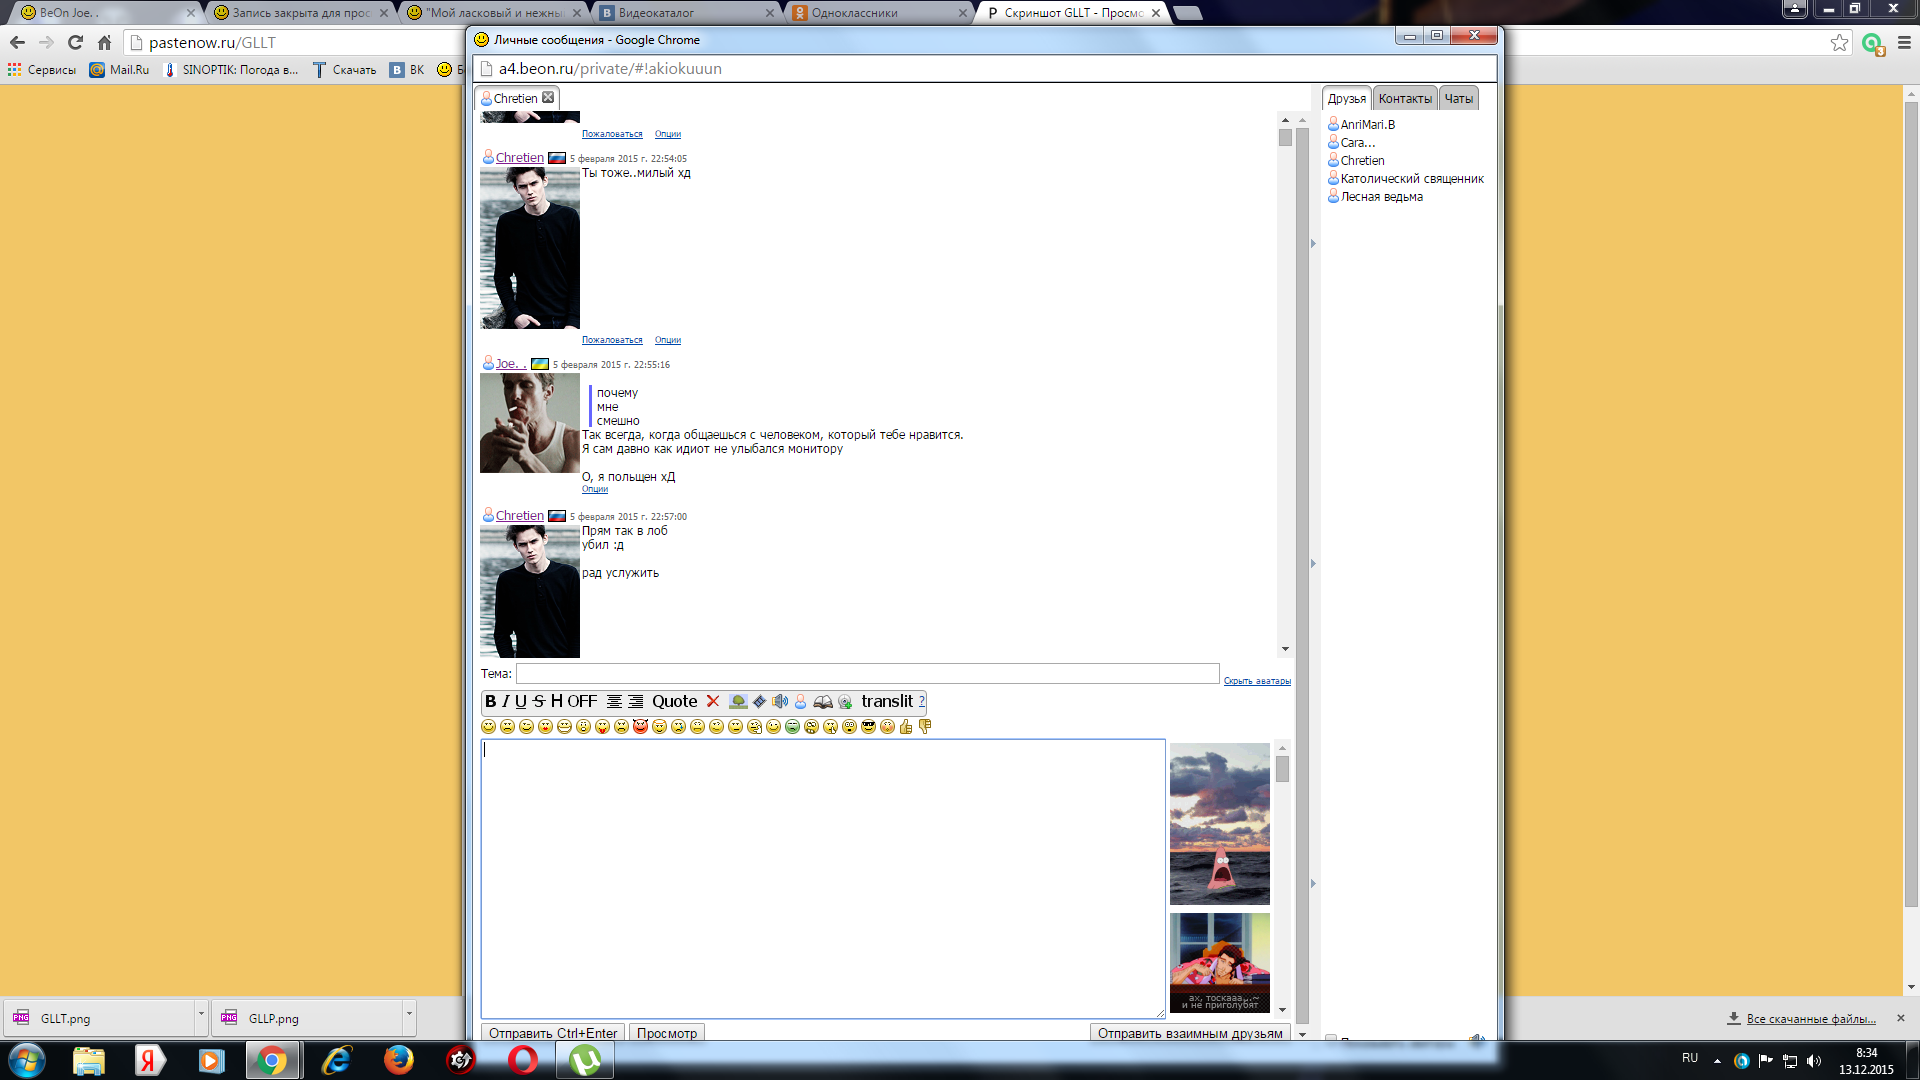 BeOn Joe. .
Запись закрыта для прос
"Мой ласковый и нежны
Видеокаталог
Одноклассники
Скриншот GLLT - Просмо
pastenow.ru/GLLT
Сервисы
Mail.Ru
SINOPTIK: Погода в...
Скачать
ВК
Личные сообщения - Google Chrome
a4.beon.ru/private/#!akiokuuun
Chretien
Друзья
Контакты
Чаты
AnriMari.B
Cara...
Chretien
Католический священник
Лесная ведьма
Пожаловаться Опции
Chretien 5 февраля 2015 г. 22:54:05
Ты тоже..милый хд
Пожаловаться Опции
Joe. . 5 февраля 2015 г. 22:55:16
почему
мне
смешно
Так всегда, когда общаешься с человеком, который тебе нравится.
Я сам давно как идиот не улыбался монитору
О, я польщен хД
Опции
Chretien 5 февраля 2015 г. 22:57:00
Прям так в лоб
убил :д
рад услужить
Тема:
Скрыть аватары
B I U S H OFF Quote translit ?
ах, тоскааа,.~
и не приголубят
Отправить Ctrl+Enter
Просмотр
Отправить взаимным друзьям
GLLT.png
GLLP.png
Все скачанные файлы...
RU
8:34
13.12.2015